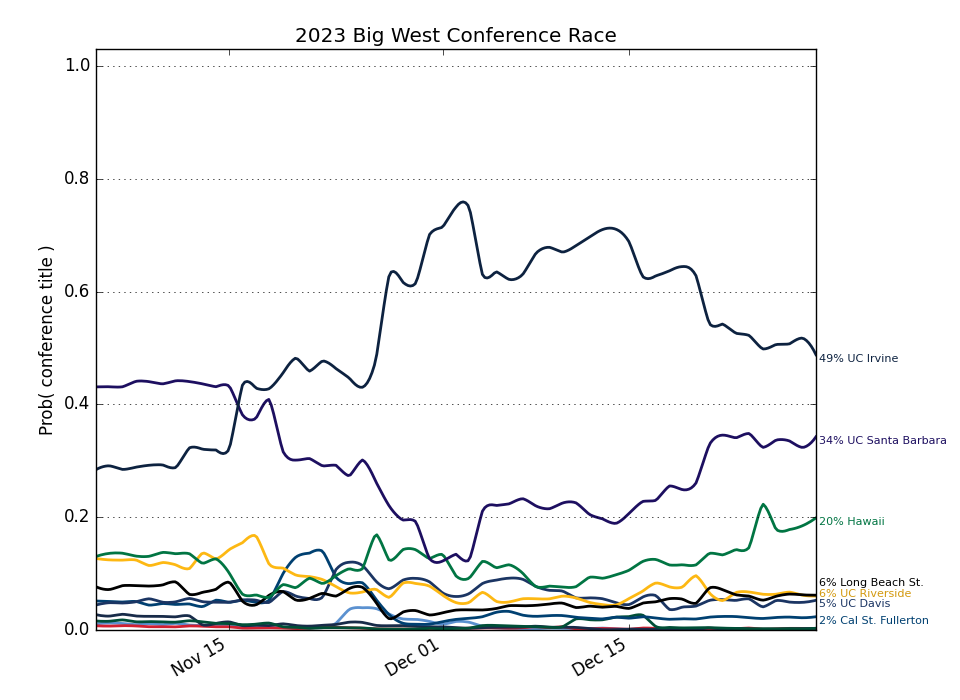 2023 Big West Conference Race
Prob( conference title )
1.0
0.8
0.6
0.4
0.2
0.0
Nov 15
Dec 01
Dec 15
49% UC Irvine
34% UC Santa Barbara
20% Hawaii
6% Long Beach St.
6% UC Riverside
5% UC Davis
2% Cal St. Fullerton